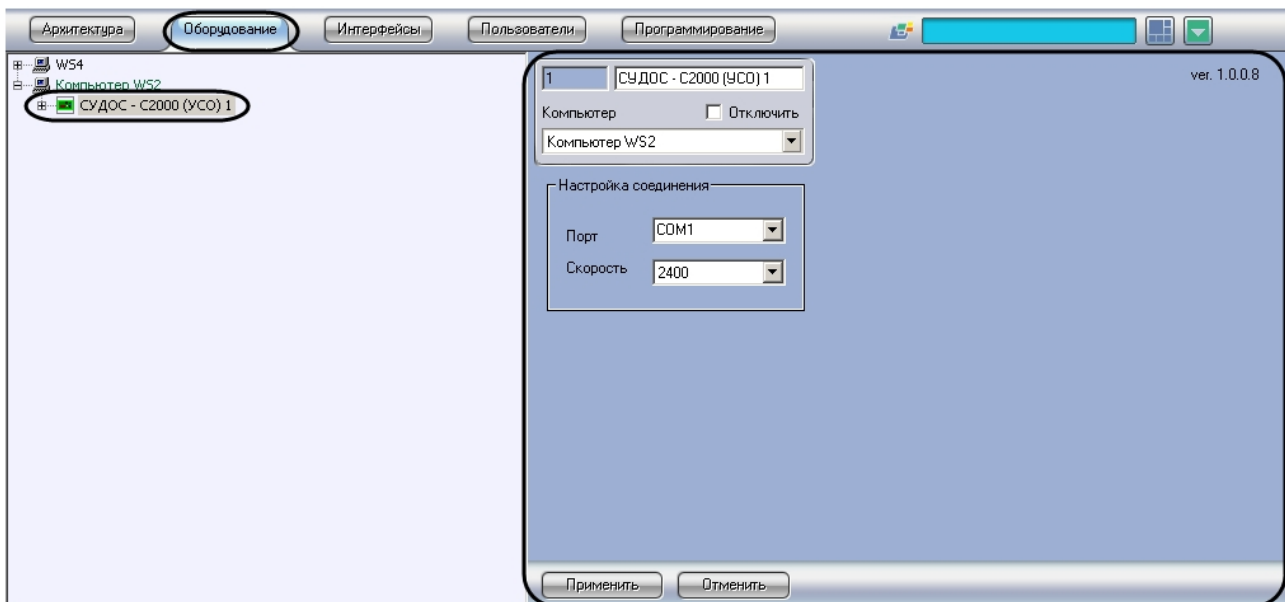 Архитектура Оборудование Интерфейсы Пользователи Программирование
WS4
Компьютер WS2
СУДОС - С2000 (УСО) 1
1 СУДОС - С2000 (УСО) 1 ver. 1.0.0.8
Компьютер Отключить
Компьютер WS2
Настройка соединения
Порт COM1
Скорость 2400
Применить Отменить